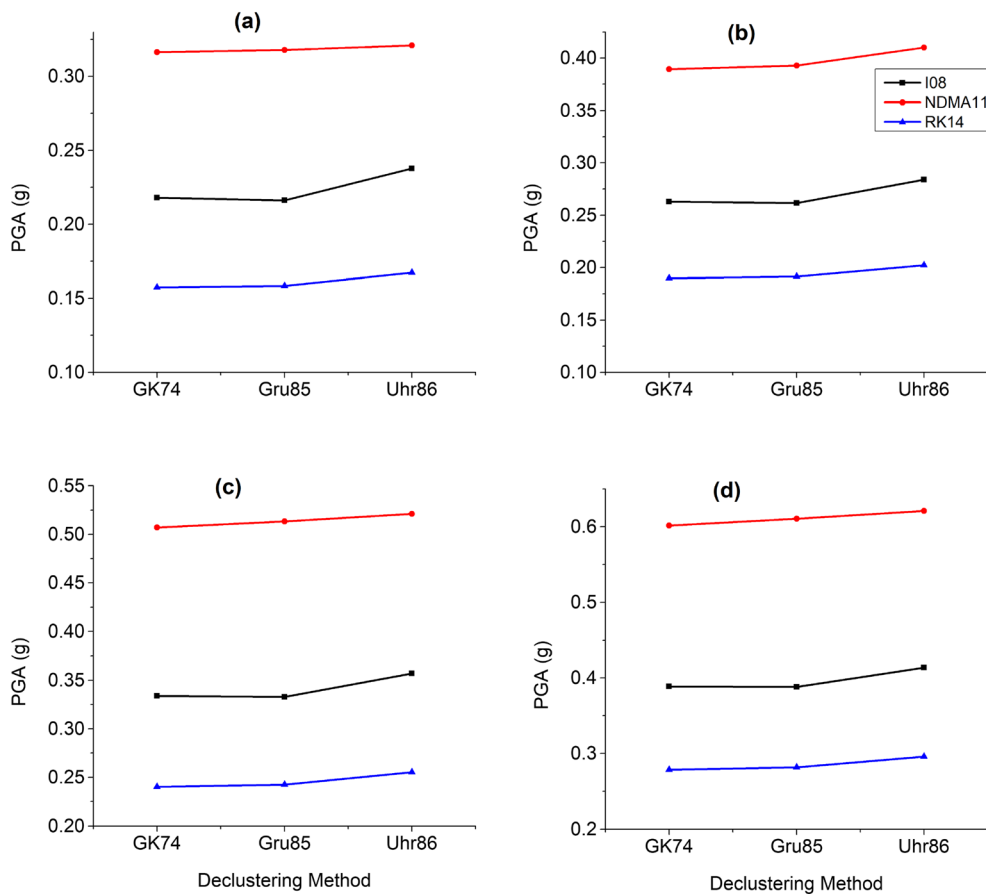 (a)
PGA (g)
0.30
0.25
0.20
0.15
0.10
GK74 Gru85 Uhr86
(b)
I08
NDMA11
RK14
PGA (g)
0.40
0.35
0.30
0.25
0.20
0.15
0.10
GK74 Gru85 Uhr86
(c)
PGA (g)
0.55
0.50
0.45
0.40
0.35
0.30
0.25
0.20
GK74 Gru85 Uhr86
Declustering Method
(d)
PGA (g)
0.6
0.5
0.4
0.3
0.2
GK74 Gru85 Uhr86
Declustering Method